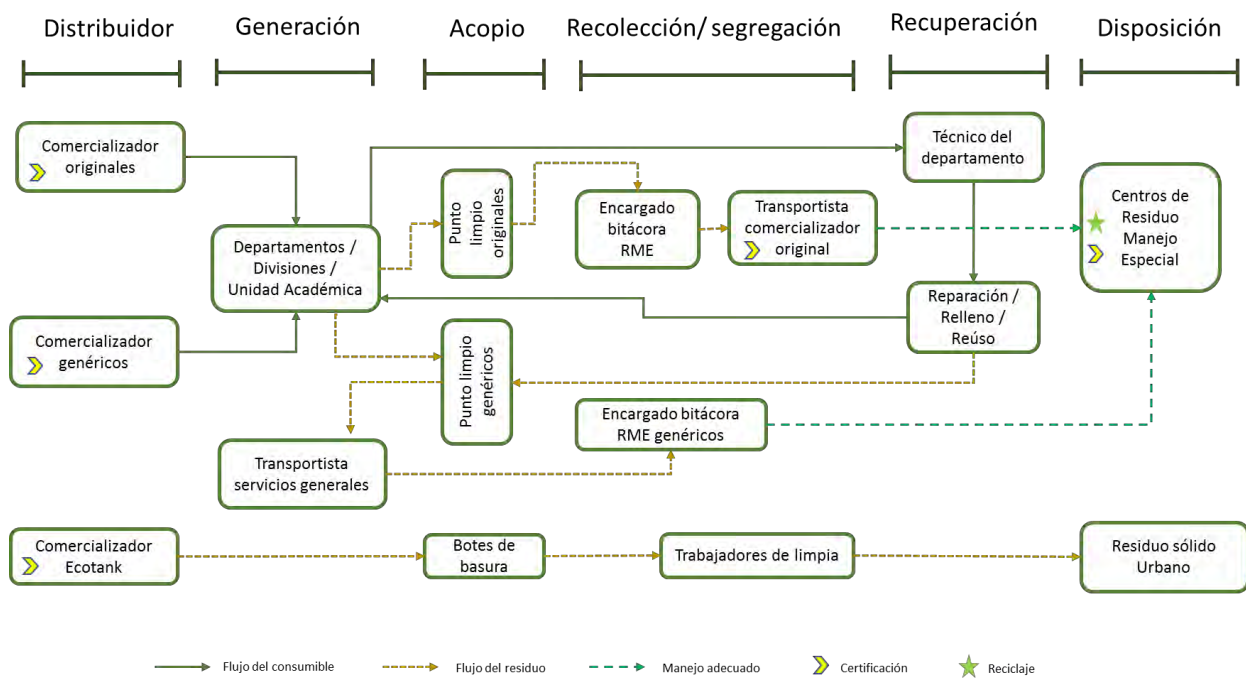 Distribuidor
Generación
Acopio
Recolección/ segregación
Recuperación
Disposición
Comercializador
originales
Técnico del
departamento
Punto
limpio
originales
Encargado
bitácora
RME
Transportista
comercializador
original
Centros de
Residuo
Manejo
Especial
Departamentos /
Divisiones /
Unidad Académica
Comercializador
genéricos
Reparación /
Relleno /
Reúso
Punto limpio
genéricos
Encargado bitácora
RME genéricos
Transportista
servicios generales
Comercializador
Ecotank
Botes de
basura
Trabajadores de limpia
Residuo sólido
Urbano
Flujo del consumible
Flujo del residuo
Manejo adecuado
Certificación
Reciclaje